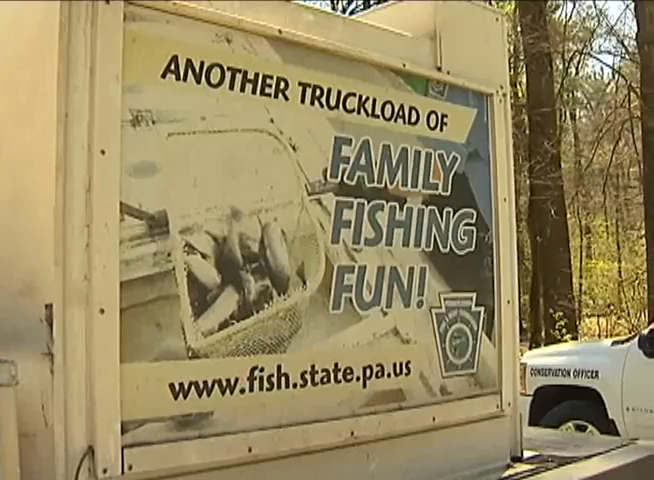 ANOTHER TRUCKLOAD OF
FAMILY
FISHING
FUN!
www.fish.state.pa.us
CONSERVATION OFFICER